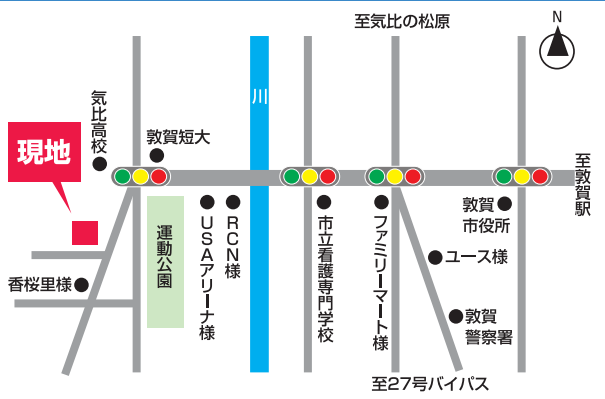 至気比の松原
N
川
気比高校
敦賀短大
現地
至敦賀駅
運動公園
USAアリーナ様
RCN様
市立看護専門学校
ファミリーマート様
敦賀
市役所
ユース様
香桜里様
敦賀
警察署
至27号バイパス